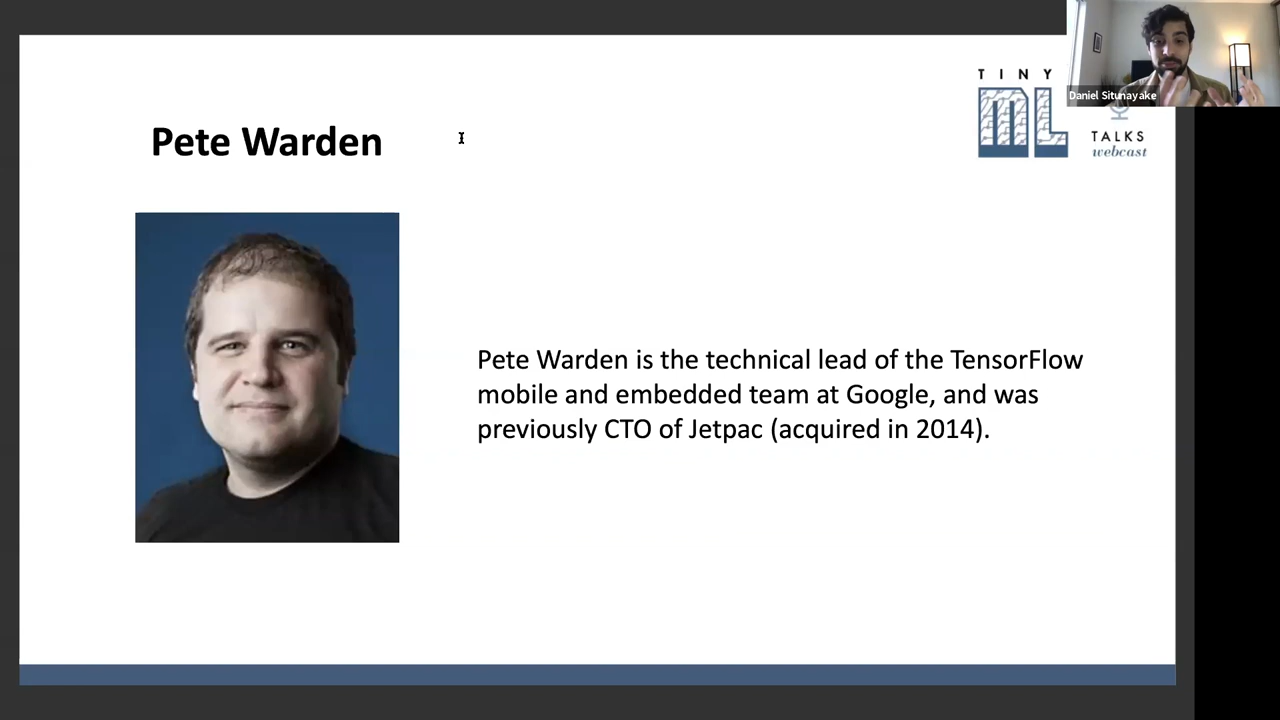 TINY
ML
TALKS
webcast
Daniel Situnayake
Pete Warden
Pete Warden is the technical lead of the TensorFlow
mobile and embedded team at Google, and was
previously CTO of Jetpac (acquired in 2014).